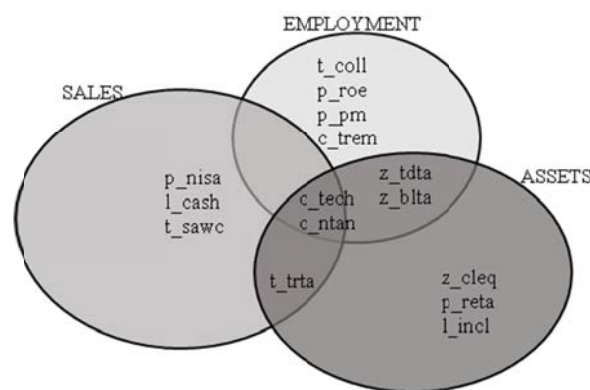 EMPLOYMENT
t_coll
p_roe
p_pm
c_trem
SALES
p_nisa
l_cash
t_sawc
c_tech
c_ntan
z_tdta
z_blta
ASSETS
t_trta
z_cleq
p_reta
l_incl